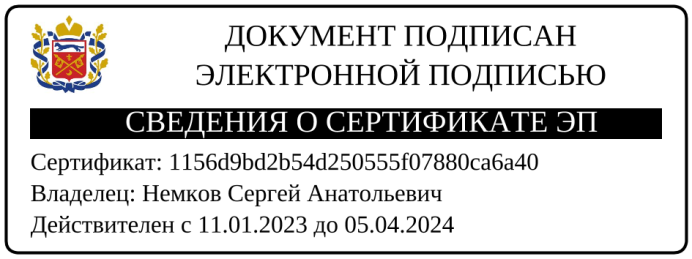 ДОКУМЕНТ ПОДПИСАН
ЭЛЕКТРОННОЙ ПОДПИСЬЮ
СВЕДЕНИЯ О СЕРТИФИКАТЕ ЭП
Сертификат: 1156d9bd2b54d250555f07880ca6a40
Владелец: Немков Сергей Анатольевич
Действителен с 11.01.2023 до 05.04.2024